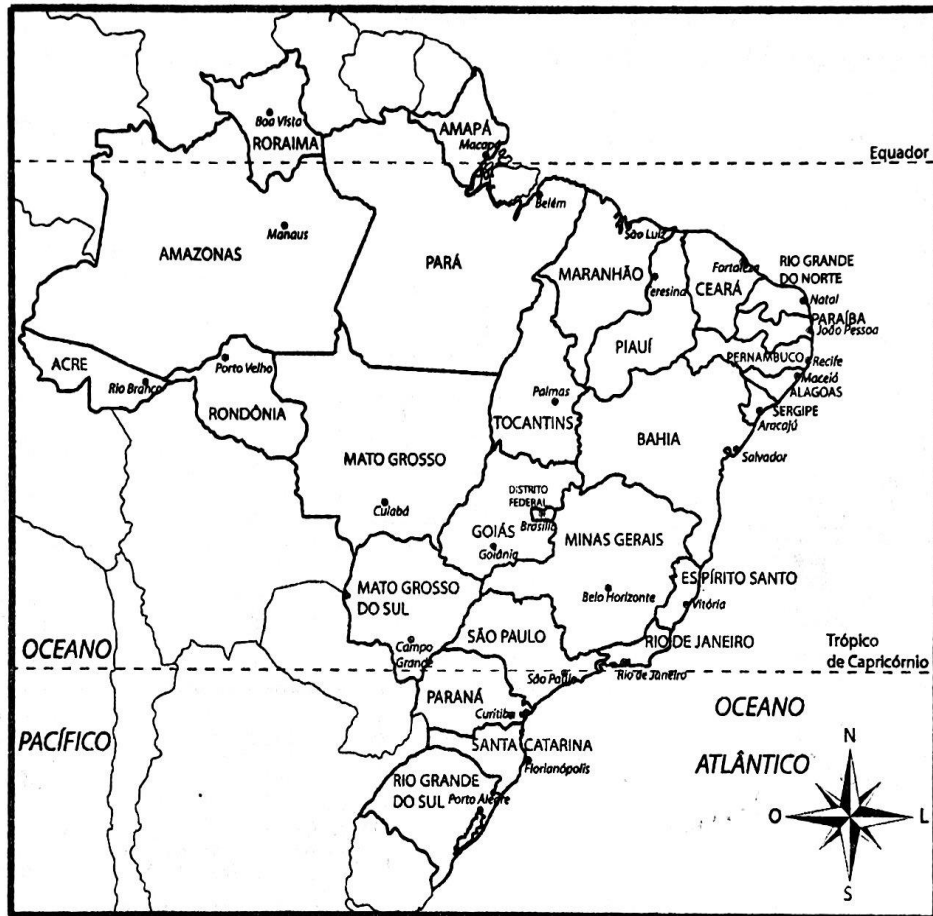 Boa Vista
RORAIMA
AMAPÁ
Macapá
Equador
Belém
Manaus
AMAZONAS
PARÁ
São Luiz
MARANHÃO
Teresina
Fortaleza
CEARÁ
RIO GRANDE
DO NORTE
Natal
PARAÍBA
João Pessoa
PIAUÍ
PERNAMBUCO
Recife
Maceió
ALAGOAS
SERGIPE
Aracajú
ACRE
Rio Branco
Porto Velho
RONDÔNIA
Palmas
TOCANTINS
BAHIA
Salvador
MATO GROSSO
Cuiabá
DISTRITO
FEDERAL
Brasília
GOIÁS
Goiânia
MINAS GERAIS
Belo Horizonte
ESPÍRITO SANTO
Vitória
MATO GROSSO
DO SUL
Campo
Grande
SÃO PAULO
São Paulo
RIO DE JANEIRO
Rio de Janeiro
Trópico
de Capricórnio
OCEANO
PACÍFICO
PARANÁ
Curitiba
SANTA CATARINA
Florianópolis
RIO GRANDE
DO SUL
Porto Alegre
OCEANO
ATLÂNTICO
N
O
L
S